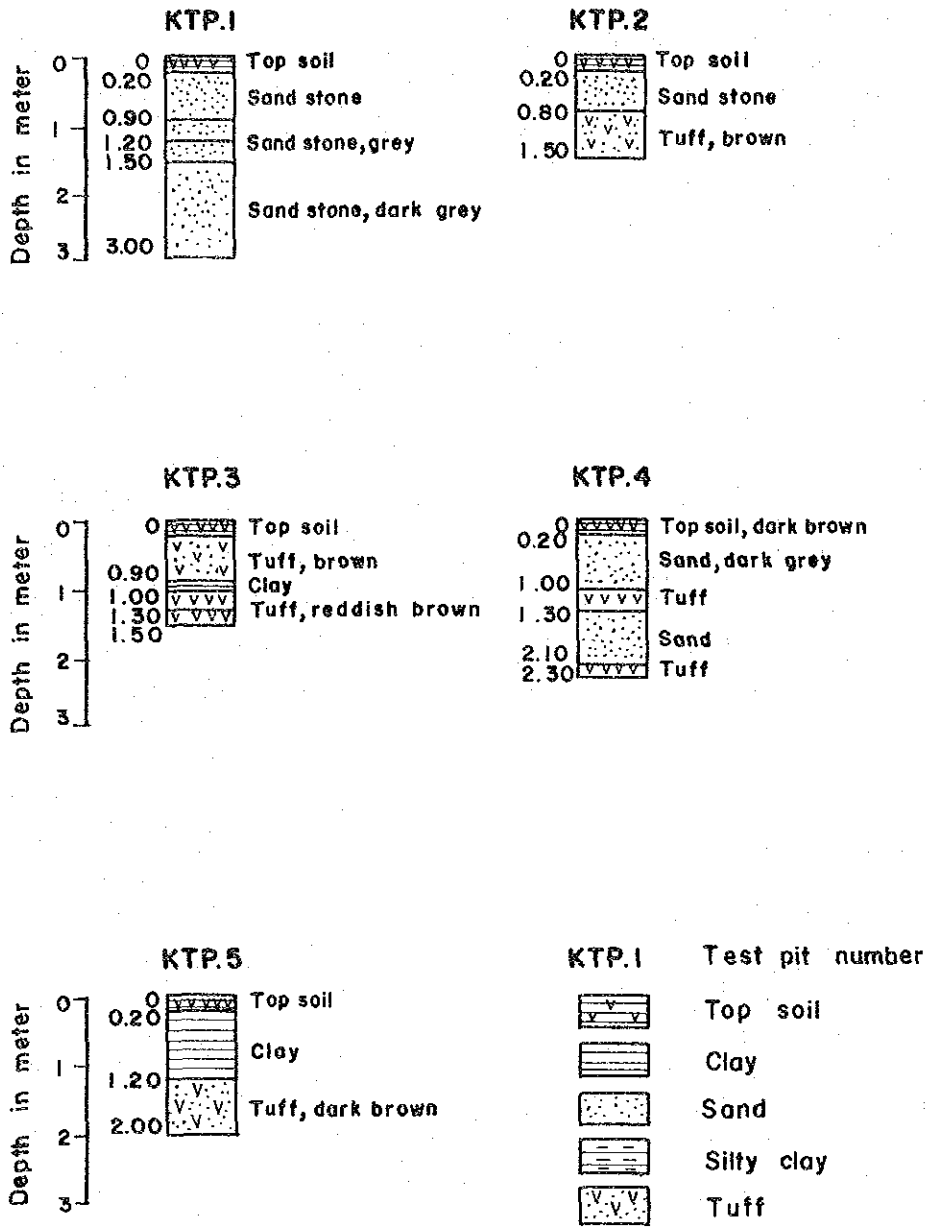 KTP.1
Depth in meter
0
1
2
3
0
0.20
0.90
1.20
1.50
3.00
Top soil
Sand stone
Sand stone, grey
Sand stone, dark grey
KTP.2
0
0.20
0.80
1.50
Top soil
Sand stone
Tuff, brown
KTP.3
Depth in meter
0
1
2
3
0
0.90
1.00
1.30
1.50
Top soil
Tuff, brown
Clay
Tuff, reddish brown
KTP.4
0
0.20
1.00
1.30
2.10
2.30
Top soil, dark brown
Sand, dark grey
Tuff
Sand
Tuff
KTP.5
Depth in meter
0
1
2
3
0
0.20
1.20
2.00
Top soil
Clay
Tuff, dark brown
KTP.1 Test pit number
Top soil
Clay
Sand
Silty clay
Tuff